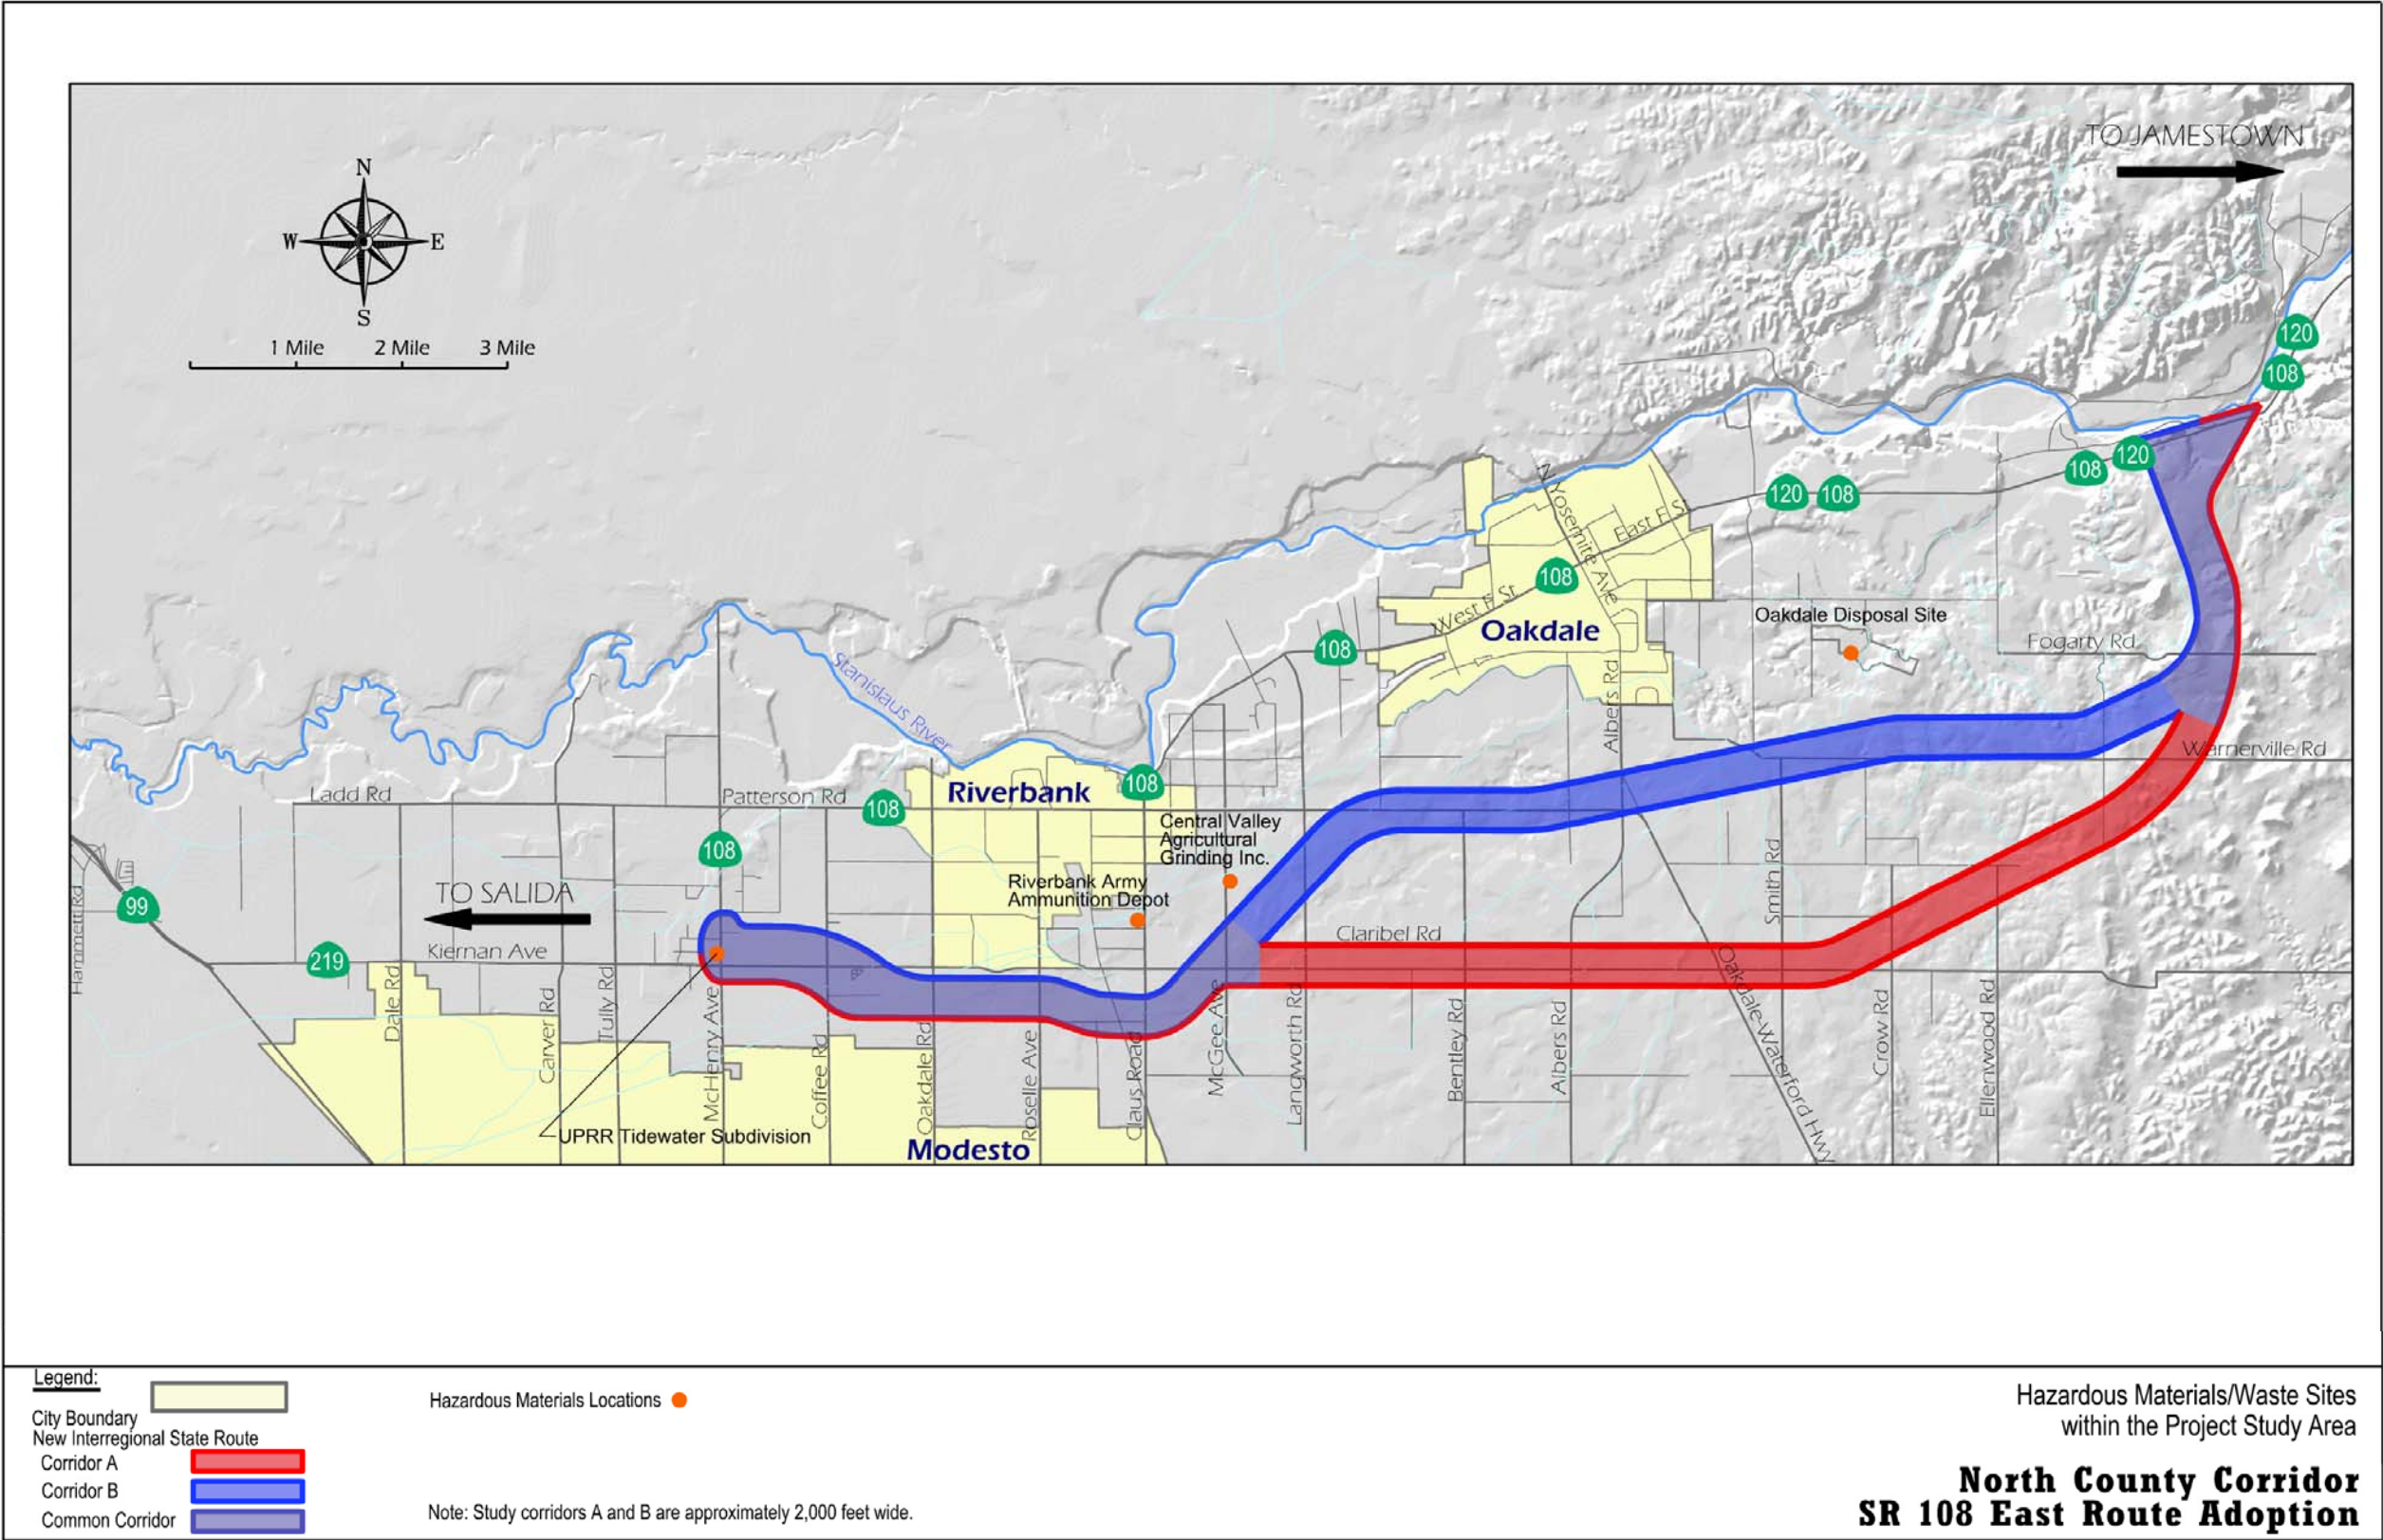 TO JAMESTOWN
N
W
E
S
1 Mile 2 Mile 3 Mile
120
108
120
108
120 108
N Yosemite Ave
East F St
108
West F St
Oakdale
108
Oakdale Disposal Site
Fogarty Rd
Albers Rd
Stanislaus River
Warnerville Rd
Ladd Rd
Patterson Rd
108
Riverbank
108
Central Valley
Agricultural
Grinding Inc.
108
Riverbank Army
Ammunition Depot
TO SALIDA
99
Hammett Rd
219
Kiernan Ave
Claribel Rd
Smith Rd
Dale Rd
Carver Rd
Tully Rd
McHenry Ave
Coffee Rd
Oakdale Rd
Roselle Ave
Claus Road
McGee Ave
Langworth Rd
Bentley Rd
Albers Rd
Oakdale-Waterford Hwy
Crow Rd
Ellenwood Rd
UPRR Tidewater Subdivision
Modesto
Legend:
City Boundary
New Interregional State Route
Corridor A
Corridor B
Common Corridor
Hazardous Materials Locations
Note: Study corridors A and B are approximately 2,000 feet wide.
Hazardous Materials/Waste Sites
within the Project Study Area
North County Corridor
SR 108 East Route Adoption